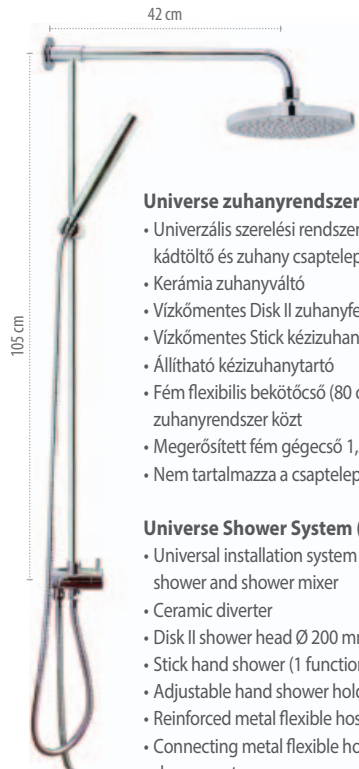 42 cm
105 cm
Universe zuhanyrendszer
• Univerzális szerelési rendszer
kádtöltő és zuhany csaptelep
• Kerámia zuhanyváltó
• Vízkőmentes Disk II zuhanyfe
• Vízkőmentes Stick kézizuhan
• Állítható kézizuhanytartó
• Fém flexibilis bekötőcső (80 c
zuhanyrendszer közt
• Megerősített fém gégecső 1,
• Nem tartalmazza a csaptelep
Universe Shower System (
• Universal installation system
shower and shower mixer
• Ceramic diverter
• Disk II shower head Ø 200 mm
• Stick hand shower (1 function
• Adjustable hand shower hold
• Reinforced metal flexible hos
• Connecting metal flexible ho